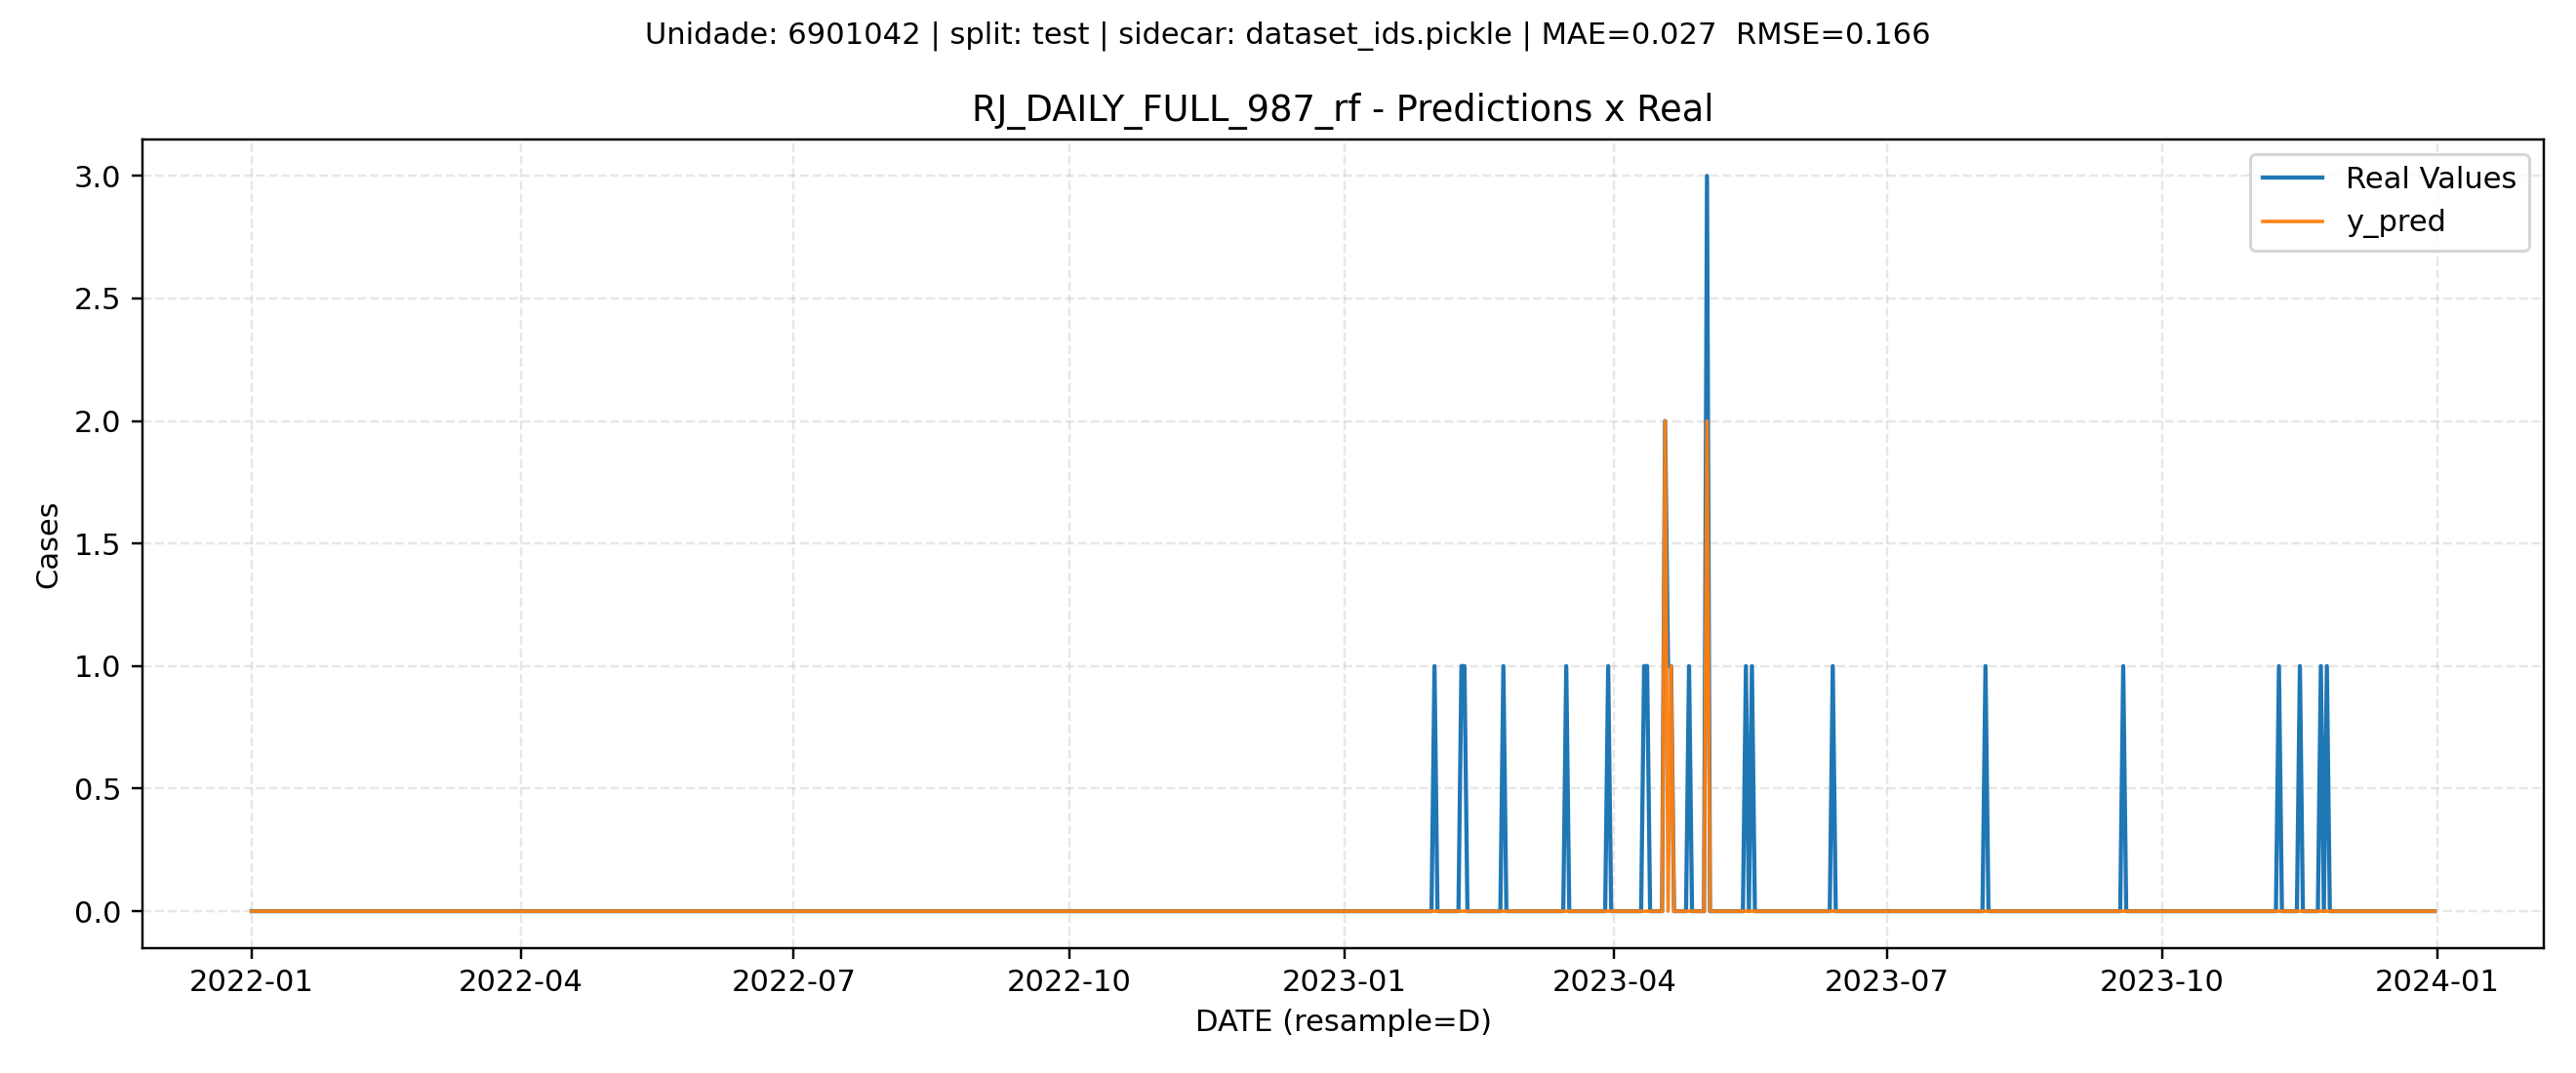 Unidade: 6901042 | split: test | sidecar: dataset_ids.pickle | MAE=0.027  RMSE=0.166
RJ_DAILY_FULL_987_rf - Predictions x Real
Real Values
y_pred
Cases
3.0
2.5
2.0
1.5
1.0
0.5
0.0
2022-01
2022-04
2022-07
2022-10
2023-01
2023-04
2023-07
2023-10
2024-01
DATE (resample=D)